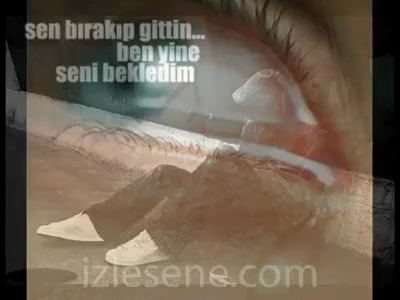 sen bırakıp gittin...
ben yine
seni bekledim
izlesene.com